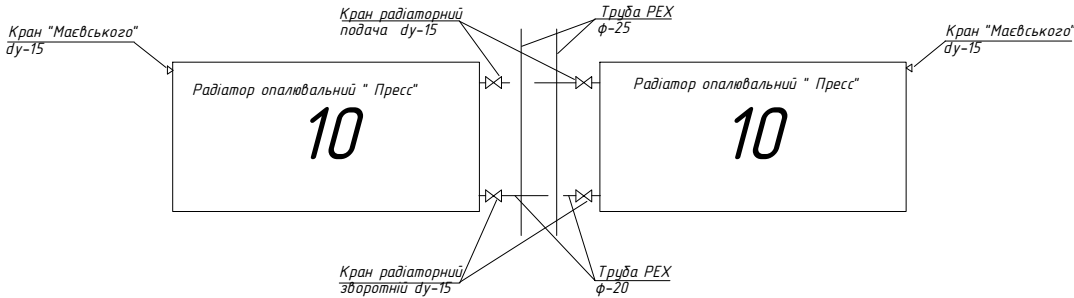 Кран радіаторний
подача dy-15
Труба PEX
ф-25
Кран "Маєвського"
dy-15
Кран "Маєвського"
dy-15
Радіатор опалювальний " Пресс"
10
Радіатор опалювальний " Пресс"
10
Кран радіаторний
зворотній dy-15
Труба PEX
ф-20